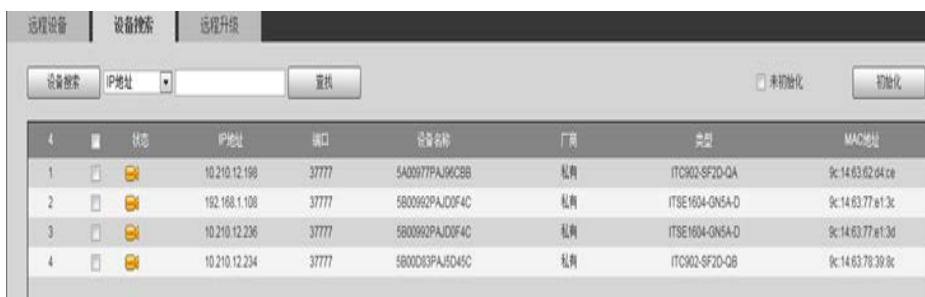 远程设备 设备搜索 远程升级
设备搜索 IP地址 查找 未初始化 初始化
4 状态 IP地址 端口 设备名称 厂商 类型 MAC地址
1 10.210.12.198 37777 5A00977PAJ96CBB 私有 ITC902-SF2D-QA 9c:14:63:62:d4:ce
2 192.168.1.108 37777 5B00992PAJD0F4C 私有 ITSE1604-GN5A-D 9c:14:63:77:e1:3c
3 10.210.12.236 37777 5B00992PAJD0F4C 私有 ITSE1604-GN5A-D 9c:14:63:77:e1:3d
4 10.210.12.234 37777 5B00D83PAJ5D45C 私有 ITC902-SF2D-QB 9c:14:63:78:39:8c